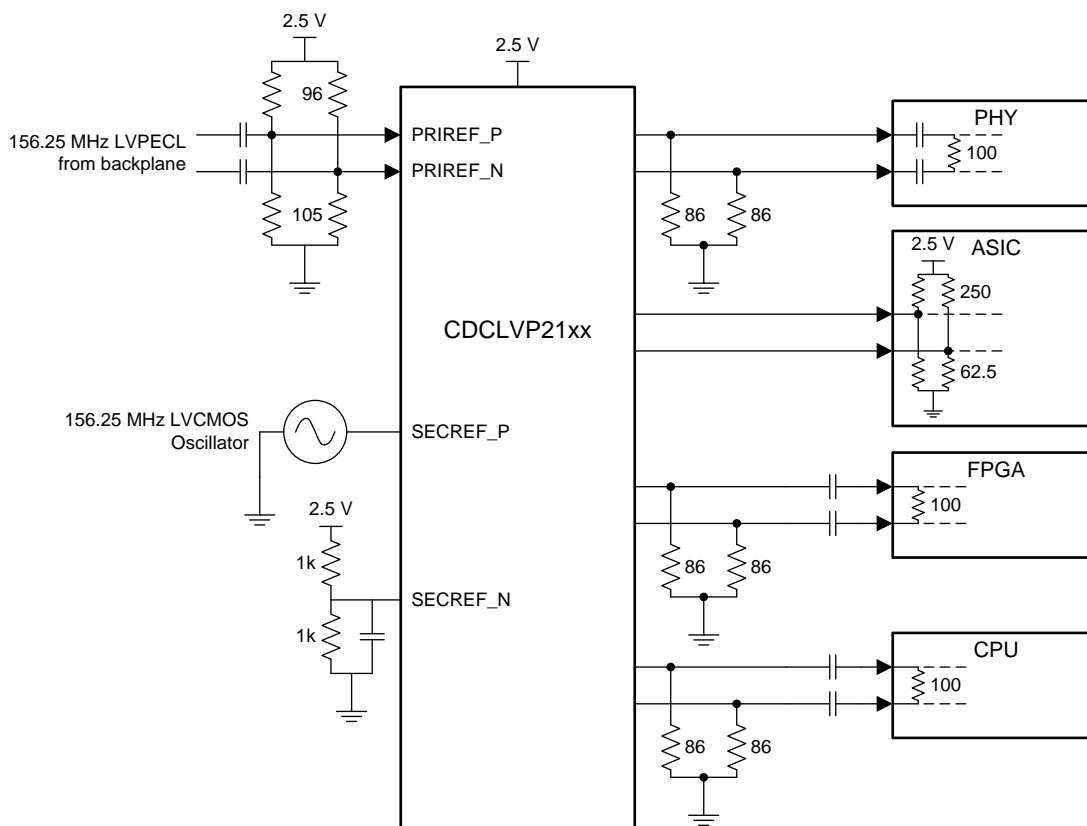 2.5 V
96
105
156.25 MHz LVPECL
from backplane
2.5 V
PRIREF_P
PRIREF_N
CDCLVP21xx
156.25 MHz LVCMOS
Oscillator
SECREF_P
2.5 V
1k
1k
SECREF_N
86
86
PHY
100
ASIC
2.5 V
250
62.5
86
86
FPGA
100
86
86
CPU
100